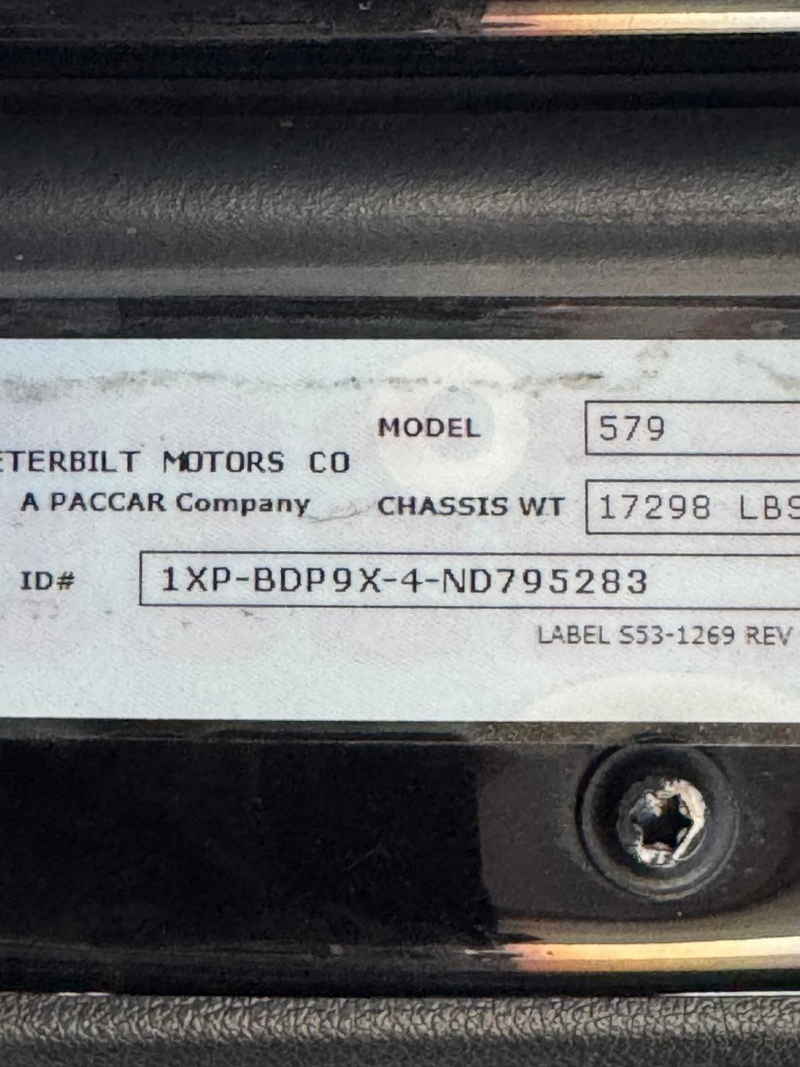 ETERBILT MOTORS CO
A PACCAR Company
MODEL 579
CHASSIS WT 17298 LBS
ID# 1XP-BDP9X-4-ND795283
LABEL S53-1269 REV